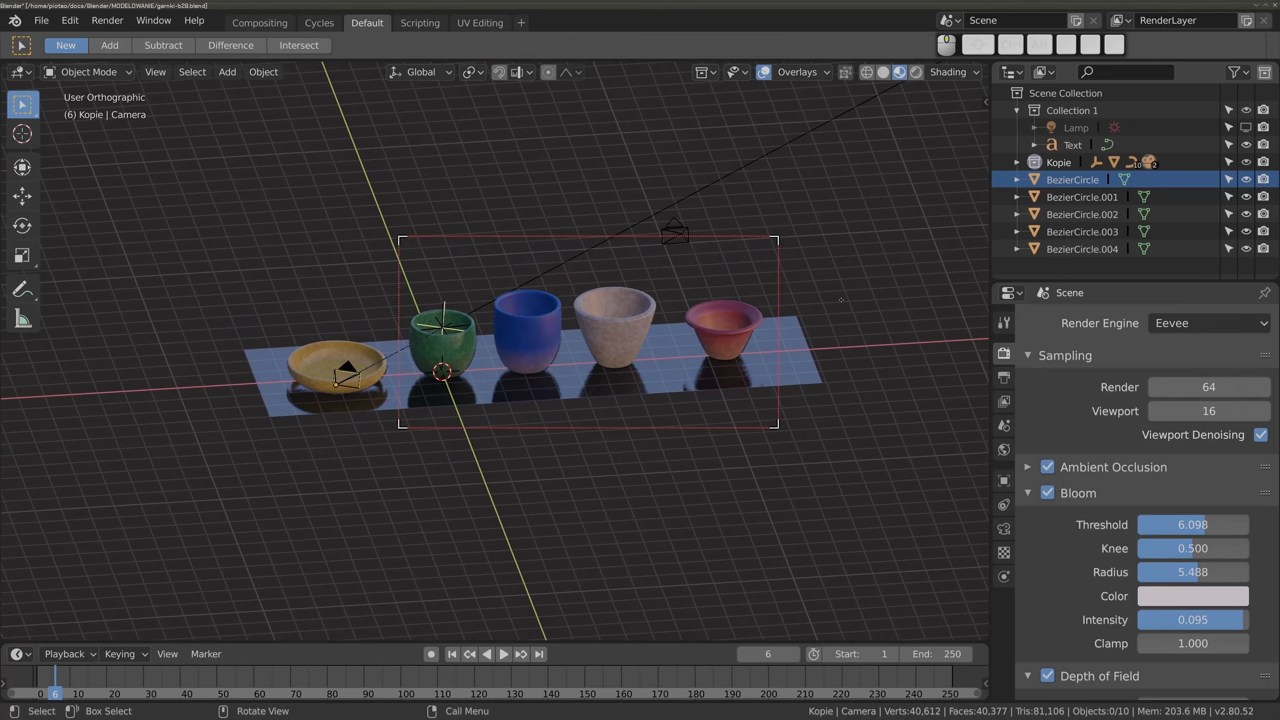 Blender* [/home/piotao/docs/Blender/MODELOWANIE/garnki-b28.blend]
File Edit Render Window Help Compositing Cycles Default Scripting UV Editing + Scene RenderLayer
New Add Subtract Difference Intersect Ctrl Alt
Object Mode View Select Add Object Global Overlays Shading
User Orthographic
(6) Kopie | Camera
Scene Collection
Collection 1
Lamp
Text
Kopie 10 2
BezierCircle
BezierCircle.001
BezierCircle.002
BezierCircle.003
BezierCircle.004
Scene
Render Engine Eevee
Sampling
Render 64
Viewport 16
Viewport Denoising
Ambient Occlusion
Bloom
Threshold 6.098
Knee 0.500
Radius 5.488
Color
Intensity 0.095
Clamp 1.000
Depth of Field
Playback Keying View Marker 6 Start: 1 End: 250
0 6 10 20 30 40 50 60 70 80 90 100 110 120 130 140 150 160 170 180 190 200 210 220 230 240 250
Select Box Select Rotate View Call Menu Kopie | Camera | Verts:40,612 | Faces:40,377 | Tris:81,106 | Objects:0/10 | Mem: 203.6 MB | v2.80.52